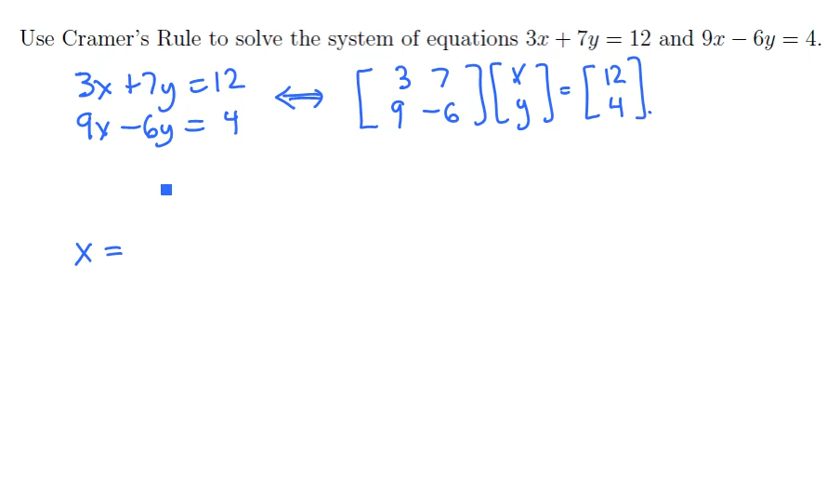 Use Cramer's Rule to solve the system of equations 3x + 7y = 12 and 9x − 6y = 4.
3x + 7y = 12 ⟺ [3 7; 9 −6][x; y] = [12; 4].
9x − 6y = 4
x =